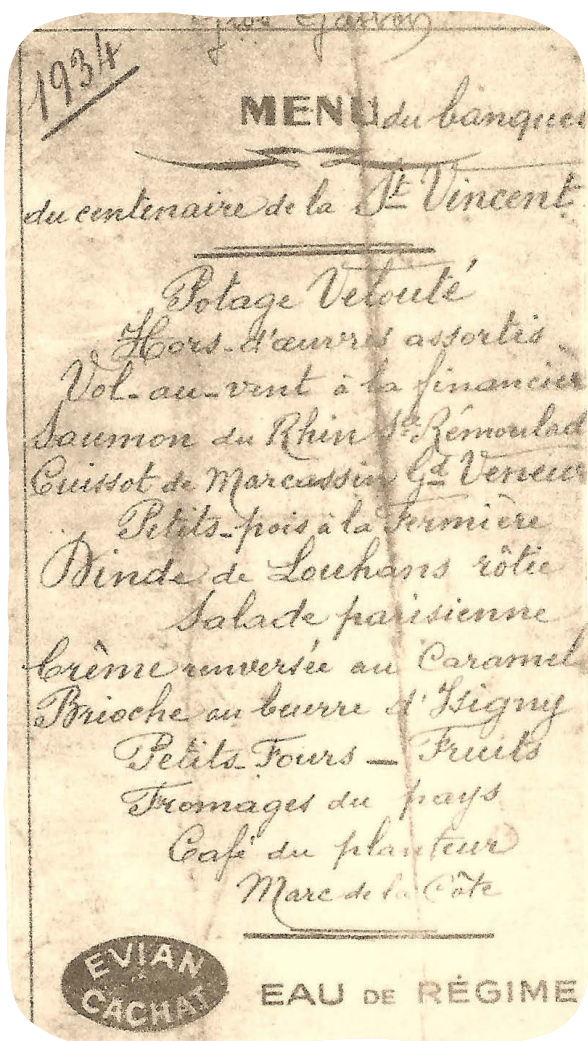 1934
MENU du banquet
du centenaire de la St Vincent
Potage Velouté
Hors-d'œuvres assortis
Vol-au-vent à la financièr
Saumon du Rhin Sce Rémoulad
Cuissot de Marcassin Gd Veneur
Petits-pois à la Fermière
Dinde de Louhans rôtie
Salade parisienne
Crème renversée au Caramel
Brioche au beurre d'Isigny
Petits-Fours — Fruits
Fromages du pays
Café du planteur
Marc de la Côte
EVIAN
CACHAT
EAU DE RÉGIME